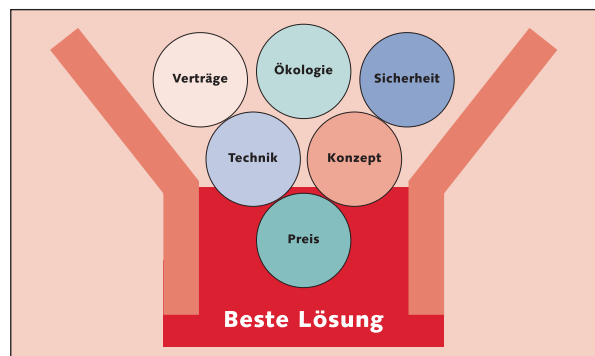 Verträge
Ökologie
Sicherheit
Technik
Konzept
Preis
Beste Lösung